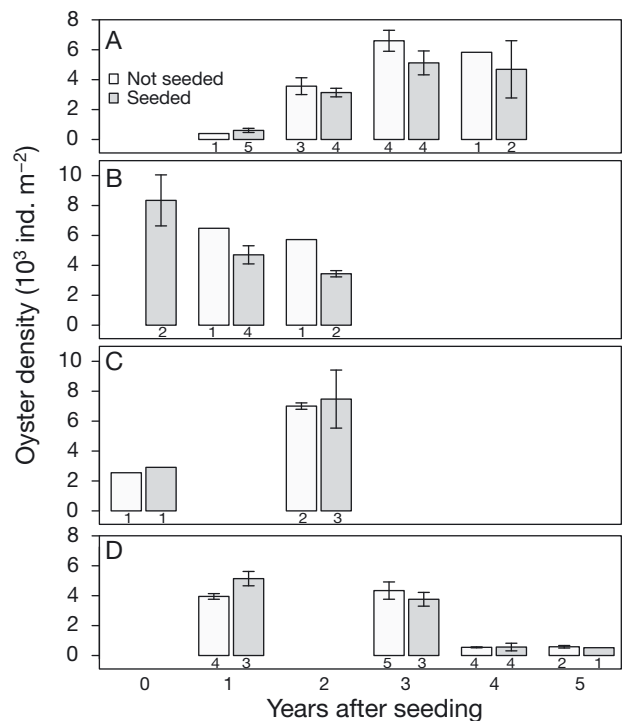 Oyster density (10³ ind. m⁻²)
A
Not seeded
Seeded
8
6
4
2
0
1 5 3 4 4 4 1 2
B
10
8
6
4
2
0
2 1 4 1 2
C
10
8
6
4
2
0
1 1 2 3
D
8
6
4
2
0
4 3 5 3 4 4 2 1
0 1 2 3 4 5
Years after seeding